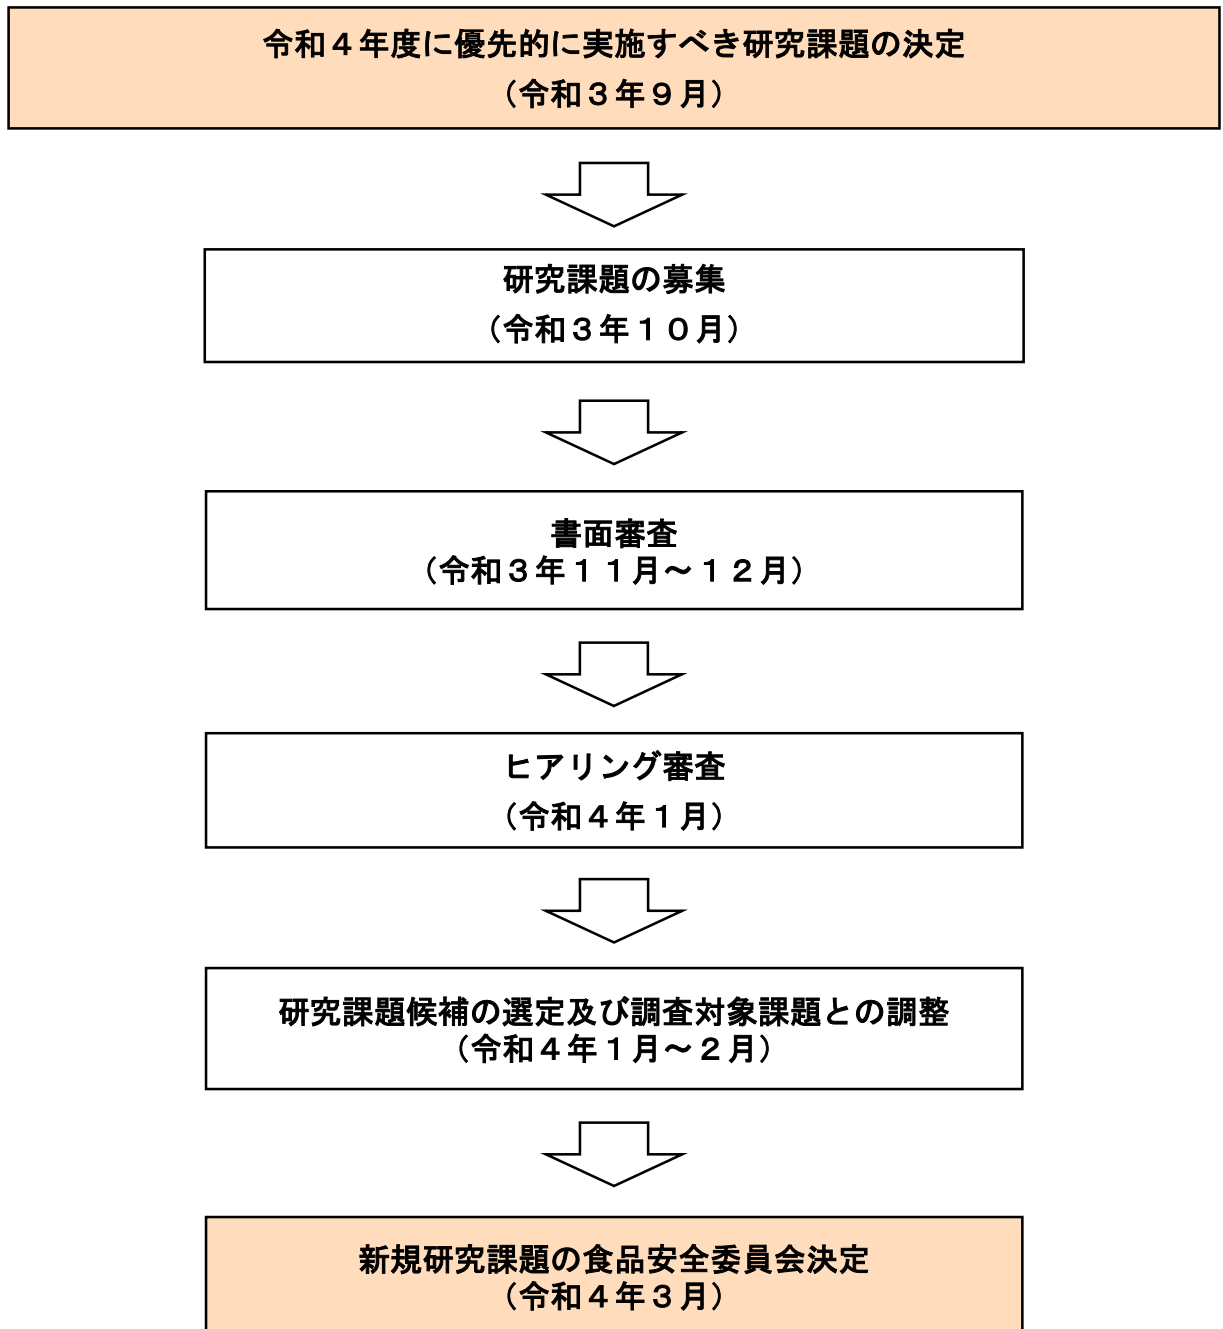 令和４年度に優先的に実施すべき研究課題の決定
（令和３年９月）
研究課題の募集
（令和３年１０月）
書面審査
（令和３年１１月～１２月）
ヒアリング審査
（令和４年１月）
研究課題候補の選定及び調査対象課題との調整
（令和４年１月～２月）
新規研究課題の食品安全委員会決定
（令和４年３月）